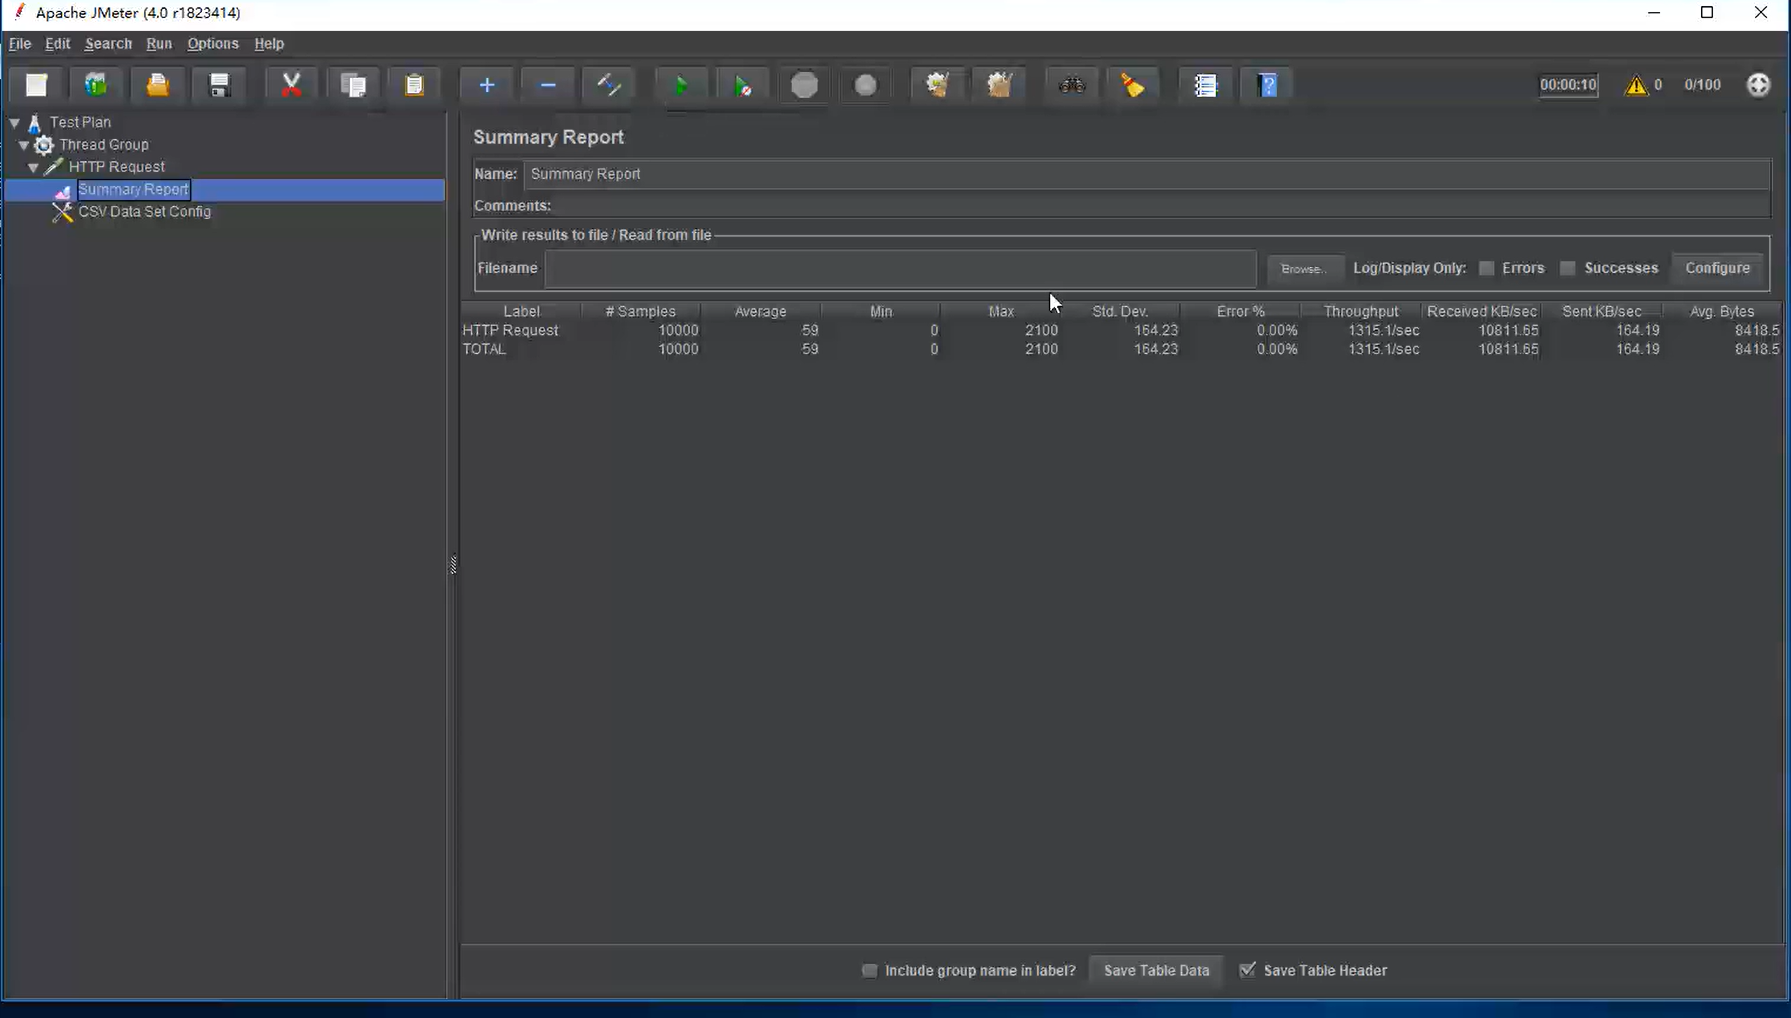 Apache JMeter (4.0 r1823414)
File Edit Search Run Options Help
00:00:10 0 0/100
Test Plan
Thread Group
HTTP Request
Summary Report
CSV Data Set Config
Summary Report
Name: Summary Report
Comments:
Write results to file / Read from file
Filename Browse... Log/Display Only: Errors Successes Configure
Label # Samples Average Min Max Std. Dev. Error % Throughput Received KB/sec Sent KB/sec Avg. Bytes
HTTP Request 10000 59 0 2100 164.23 0.00% 1315.1/sec 10811.65 164.19 8418.5
TOTAL 10000 59 0 2100 164.23 0.00% 1315.1/sec 10811.65 164.19 8418.5
Include group name in label? Save Table Data Save Table Header